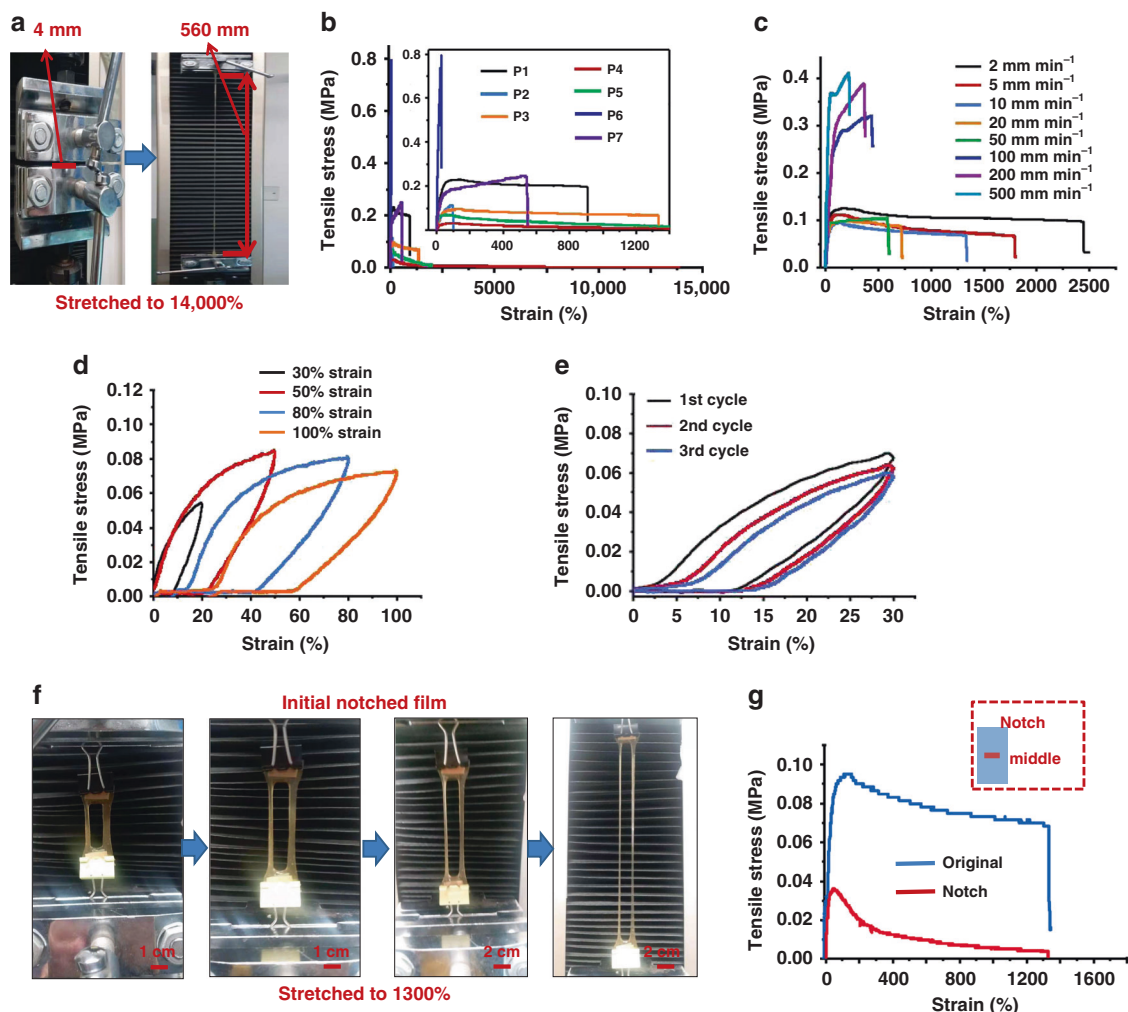 a
4 mm
560 mm
Stretched to 14,000%
b
Tensile stress (MPa)
0.8
0.6
0.4
0.2
0.0
0.8
0.6
0.4
0.2
0
400
800
1200
P1
P2
P3
P4
P5
P6
P7
0
5000
10,000
15,000
Strain (%)
c
Tensile stress (MPa)
0.4
0.3
0.2
0.1
0.0
0
500
1000
1500
2000
2500
Strain (%)
2 mm min⁻¹
5 mm min⁻¹
10 mm min⁻¹
20 mm min⁻¹
50 mm min⁻¹
100 mm min⁻¹
200 mm min⁻¹
500 mm min⁻¹
d
Tensile stress (MPa)
0.12
0.10
0.08
0.06
0.04
0.02
0.00
0
20
40
60
80
100
Strain (%)
30% strain
50% strain
80% strain
100% strain
e
Tensile stress (MPa)
0.10
0.08
0.06
0.04
0.02
0.00
0
5
10
15
20
25
30
Strain (%)
1st cycle
2nd cycle
3rd cycle
f
Initial notched film
1 cm
1 cm
2 cm
2 cm
Stretched to 1300%
g
Notch
middle
Tensile stress (MPa)
0.10
0.08
0.06
0.04
0.02
0.00
0
400
800
1200
1600
Strain (%)
Original
Notch